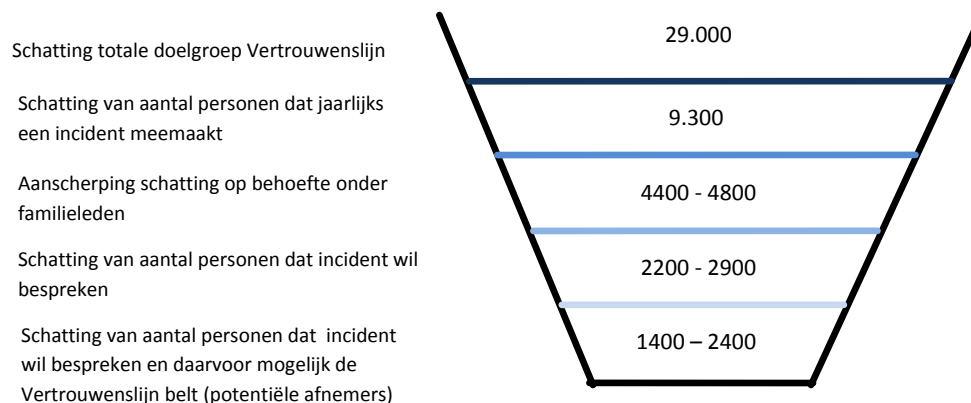 Schatting totale doelgroep Vertrouwenslijn
29.000
Schatting van aantal personen dat jaarlijks
een incident meemaakt
9.300
Aanscherping schatting op behoefte onder
familieleden
4400 - 4800
Schatting van aantal personen dat incident wil
bespreken
2200 - 2900
Schatting van aantal personen dat incident
wil bespreken en daarvoor mogelijk de
Vertrouwenslijn belt (potentiële afnemers)
1400 – 2400